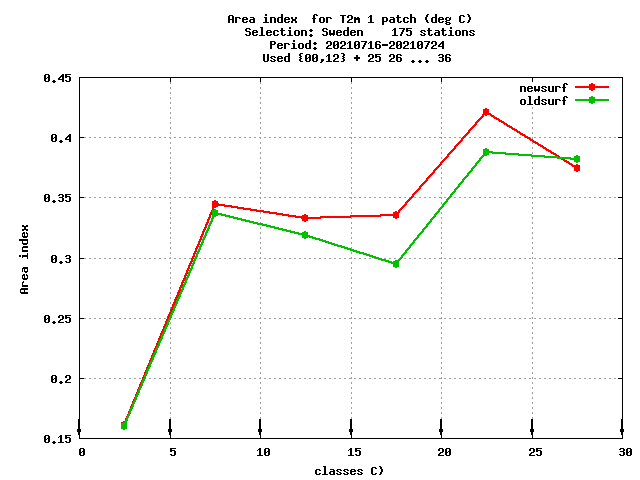 Area index  for T2m 1 patch (deg C)
Selection: Sweden    175 stations
Period: 20210716-20210724
Used {00,12} + 25 26 ... 36
newsurf
oldsurf
0.45
0.4
0.35
0.3
0.25
0.2
0.15
Area index
0 5 10 15 20 25 30
classes C)